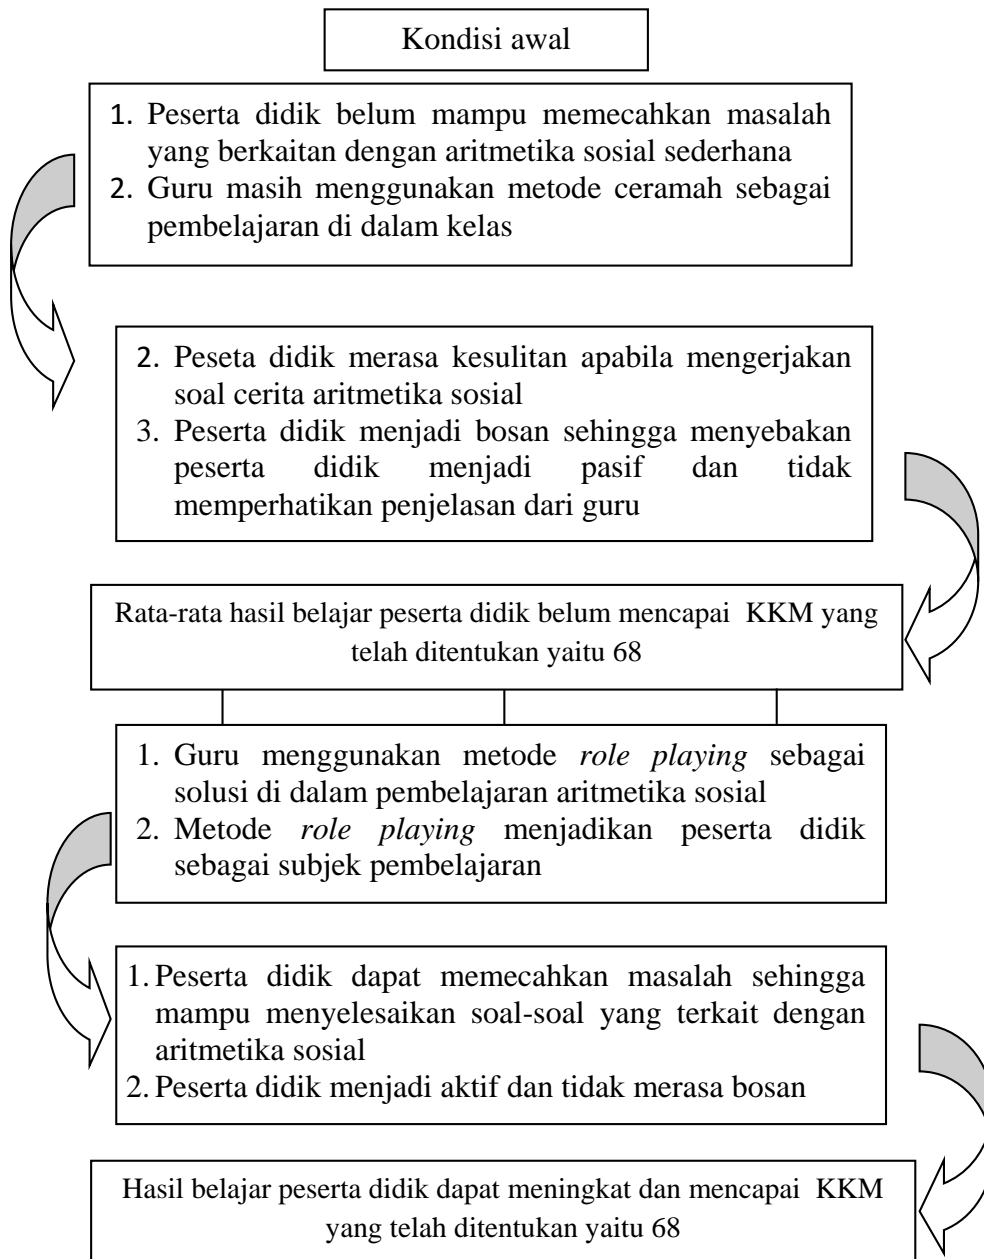 Kondisi awal
1. Peserta didik belum mampu memecahkan masalah
yang berkaitan dengan aritmetika sosial sederhana
2. Guru masih menggunakan metode ceramah sebagai
pembelajaran di dalam kelas
2. Peseta didik merasa kesulitan apabila mengerjakan
soal cerita aritmetika sosial
3. Peserta didik menjadi bosan sehingga menyebakan
peserta didik menjadi pasif dan tidak
memperhatikan penjelasan dari guru
Rata-rata hasil belajar peserta didik belum mencapai KKM yang
telah ditentukan yaitu 68
1. Guru menggunakan metode role playing sebagai
solusi di dalam pembelajaran aritmetika sosial
2. Metode role playing menjadikan peserta didik
sebagai subjek pembelajaran
1. Peserta didik dapat memecahkan masalah sehingga
mampu menyelesaikan soal-soal yang terkait dengan
aritmetika sosial
2. Peserta didik menjadi aktif dan tidak merasa bosan
Hasil belajar peserta didik dapat meningkat dan mencapai KKM
yang telah ditentukan yaitu 68